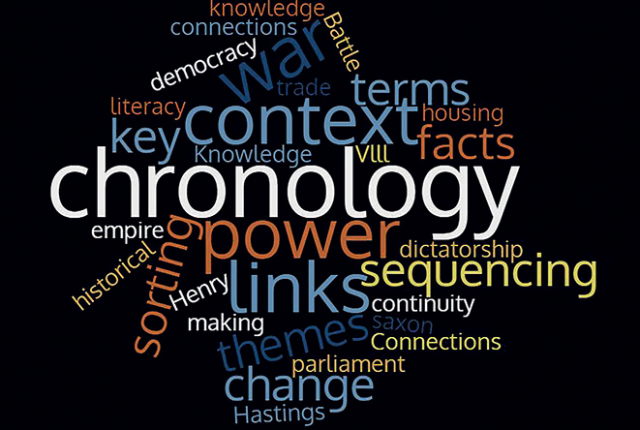 knowledge
connections
Battle
democracy
war
trade
terms
literacy
context
housing
key
facts
Knowledge
VIII
chronology
empire
power
dictatorship
historical
sorting
sequencing
Henry
links
continuity
making
themes
saxon
Connections
parliament
change
Hastings